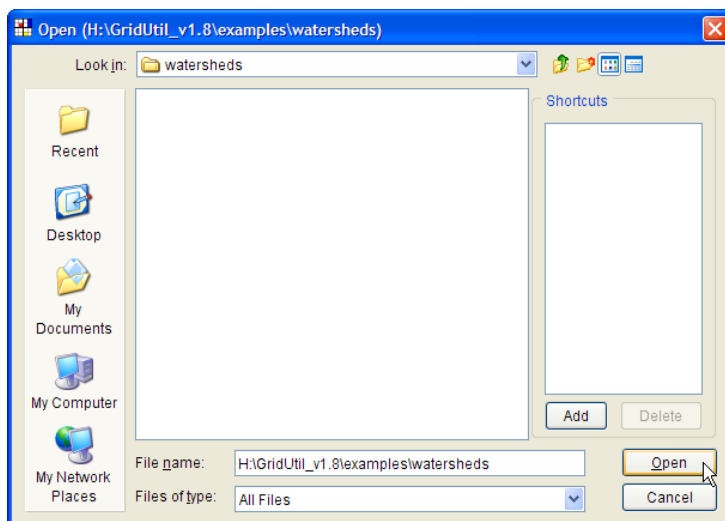 Open (H:\GridUtil_v1.8\examples\watersheds)
Look in:
watersheds
Recent
Desktop
My
Documents
My Computer
My Network
Places
Shortcuts
Add
Delete
File name:
H:\GridUtil_v1.8\examples\watersheds
Open
Files of type:
All Files
Cancel